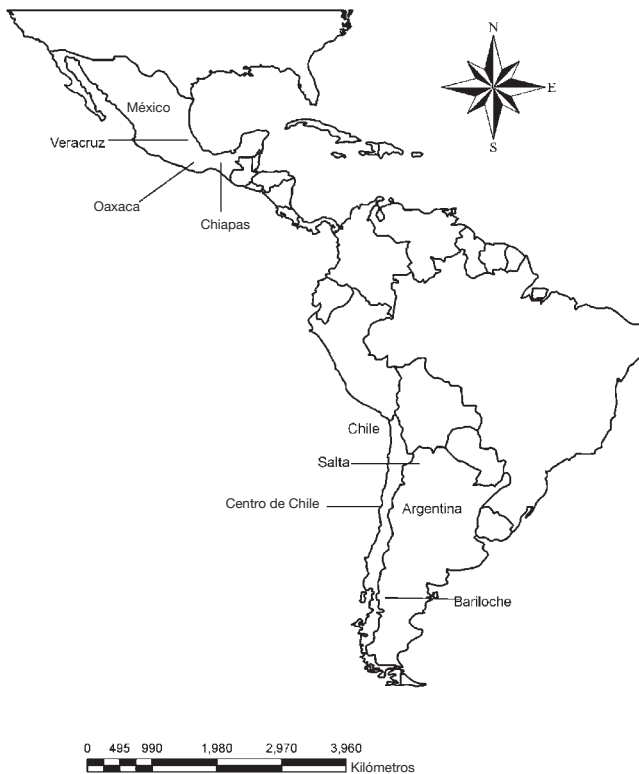 N
E
S
México
Veracruz
Oaxaca
Chiapas
Chile
Salta
Centro de Chile
Argentina
Bariloche
0 495 990 1,980 2,970 3,960
Kilómetros